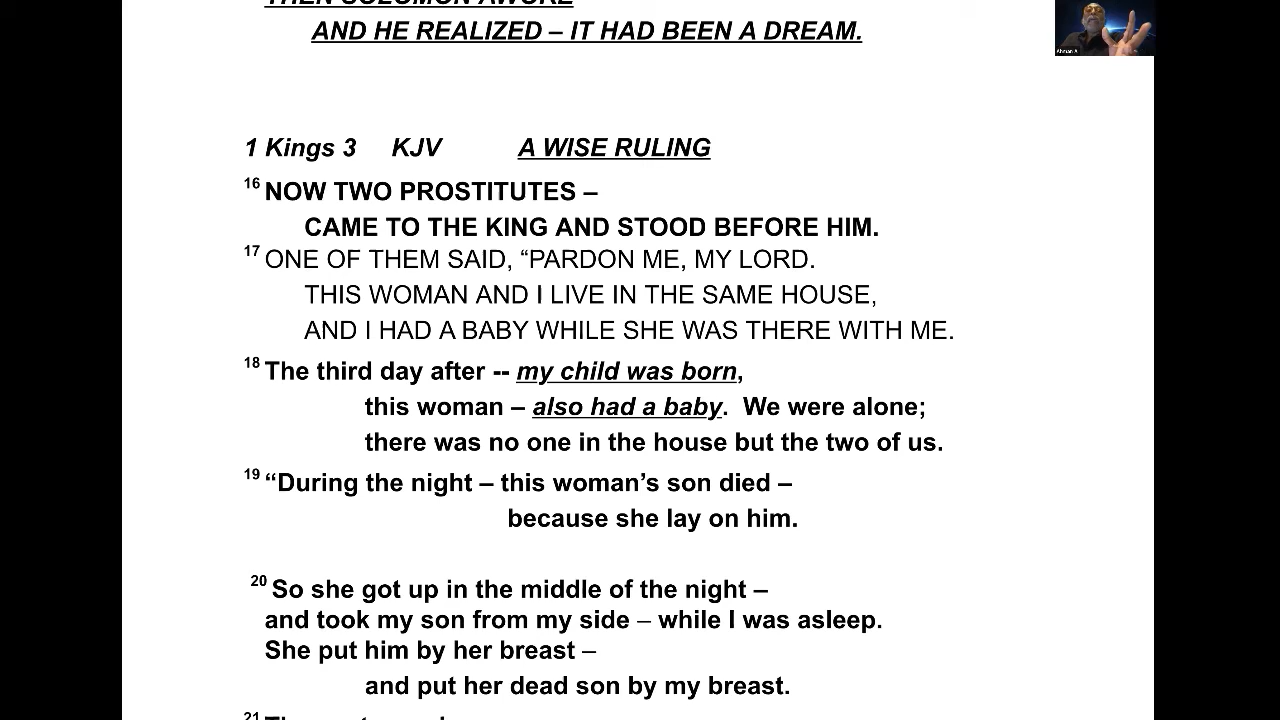 THEN SOLOMON AWOKE
AND HE REALIZED – IT HAD BEEN A DREAM.
Ahman A
1 Kings 3 KJV A WISE RULING
16 NOW TWO PROSTITUTES –
CAME TO THE KING AND STOOD BEFORE HIM.
17 ONE OF THEM SAID, “PARDON ME, MY LORD.
THIS WOMAN AND I LIVE IN THE SAME HOUSE,
AND I HAD A BABY WHILE SHE WAS THERE WITH ME.
18 The third day after -- my child was born,
this woman – also had a baby. We were alone;
there was no one in the house but the two of us.
19 “During the night – this woman’s son died –
because she lay on him.
20 So she got up in the middle of the night –
and took my son from my side – while I was asleep.
She put him by her breast –
and put her dead son by my breast.
21